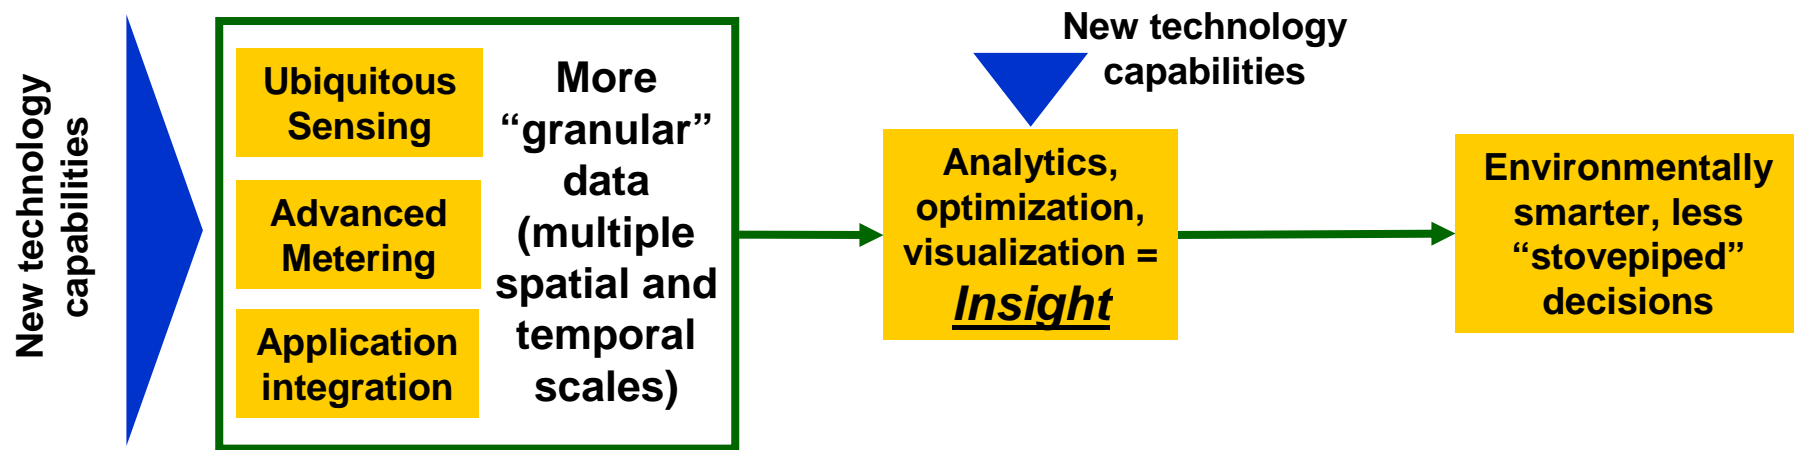 New technology
capabilities
Ubiquitous
Sensing
Advanced
Metering
Application
integration
More
“granular”
data
(multiple
spatial and
temporal
scales)
New technology
capabilities
Analytics,
optimization,
visualization =
Insight
Environmentally
smarter, less
“stovepiped”
decisions